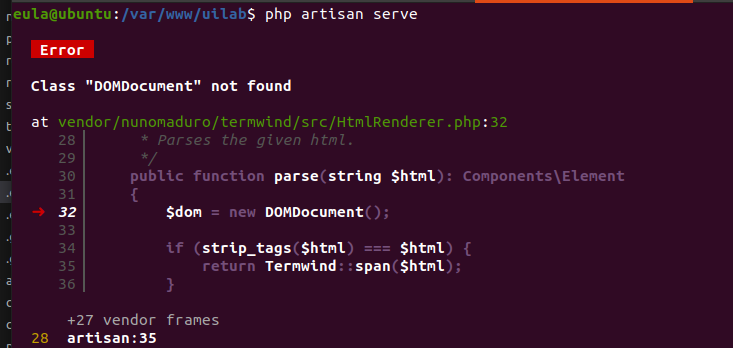 eula@ubuntu:/var/www/uilab$ php artisan serve
Error
Class "DOMDocument" not found
at vendor/nunomaduro/termwind/src/HtmlRenderer.php:32
28 * Parses the given html.
29 */
30 public function parse(string $html): Components\Element
31 {
➜ 32 $dom = new DOMDocument();
33
34 if (strip_tags($html) === $html) {
35 return Termwind::span($html);
36 }
+27 vendor frames
28 artisan:35